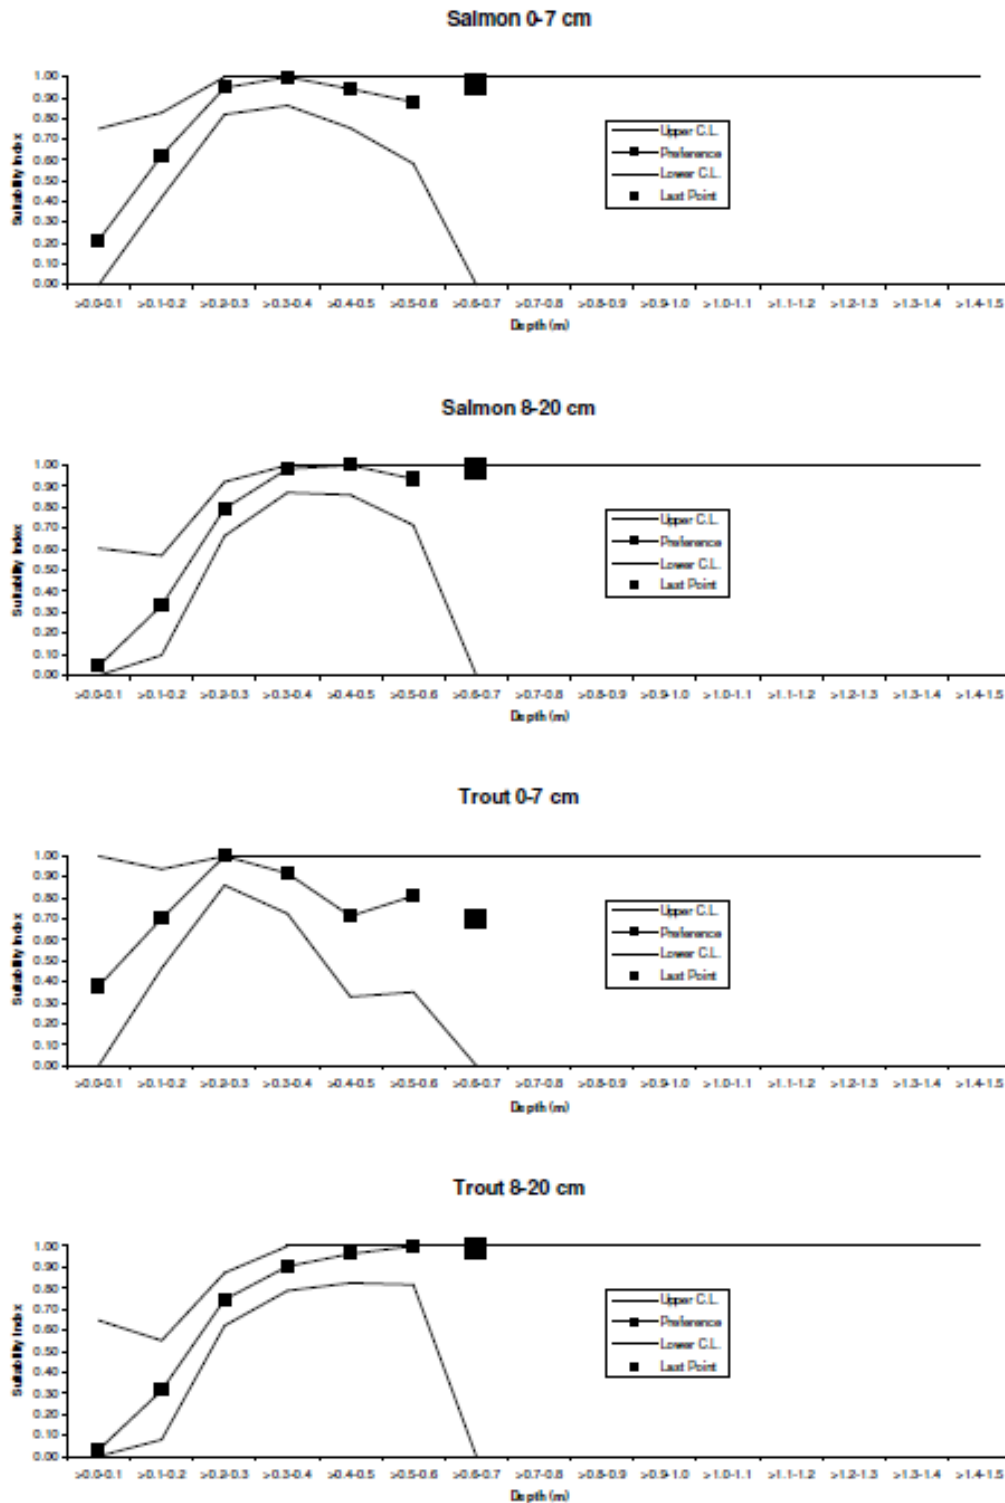 Salmon 0-7 cm
1.00
0.90
0.80
0.70
0.60
0.50
0.40
0.30
0.20
0.10
0.00
Suitability Index
Upper C.L.
Preference
Lower C.L.
Last Point
>0.0-0.1 >0.1-0.2 >0.2-0.3 >0.3-0.4 >0.4-0.5 >0.5-0.6 >0.6-0.7 >0.7-0.8 >0.8-0.9 >0.9-1.0 >1.0-1.1 >1.1-1.2 >1.2-1.3 >1.3-1.4 >1.4-1.5
Depth (m)
Salmon 8-20 cm
1.00
0.90
0.80
0.70
0.60
0.50
0.40
0.30
0.20
0.10
0.00
Suitability Index
Upper C.L.
Preference
Lower C.L.
Last Point
>0.0-0.1 >0.1-0.2 >0.2-0.3 >0.3-0.4 >0.4-0.5 >0.5-0.6 >0.6-0.7 >0.7-0.8 >0.8-0.9 >0.9-1.0 >1.0-1.1 >1.1-1.2 >1.2-1.3 >1.3-1.4 >1.4-1.5
Depth (m)
Trout 0-7 cm
1.00
0.90
0.80
0.70
0.60
0.50
0.40
0.30
0.20
0.10
0.00
Suitability Index
Upper C.L.
Preference
Lower C.L.
Last Point
>0.0-0.1 >0.1-0.2 >0.2-0.3 >0.3-0.4 >0.4-0.5 >0.5-0.6 >0.6-0.7 >0.7-0.8 >0.8-0.9 >0.9-1.0 >1.0-1.1 >1.1-1.2 >1.2-1.3 >1.3-1.4 >1.4-1.5
Depth (m)
Trout 8-20 cm
1.00
0.90
0.80
0.70
0.60
0.50
0.40
0.30
0.20
0.10
0.00
Suitability Index
Upper C.L.
Preference
Lower C.L.
Last Point
>0.0-0.1 >0.1-0.2 >0.2-0.3 >0.3-0.4 >0.4-0.5 >0.5-0.6 >0.6-0.7 >0.7-0.8 >0.8-0.9 >0.9-1.0 >1.0-1.1 >1.1-1.2 >1.2-1.3 >1.3-1.4 >1.4-1.5
Depth (m)